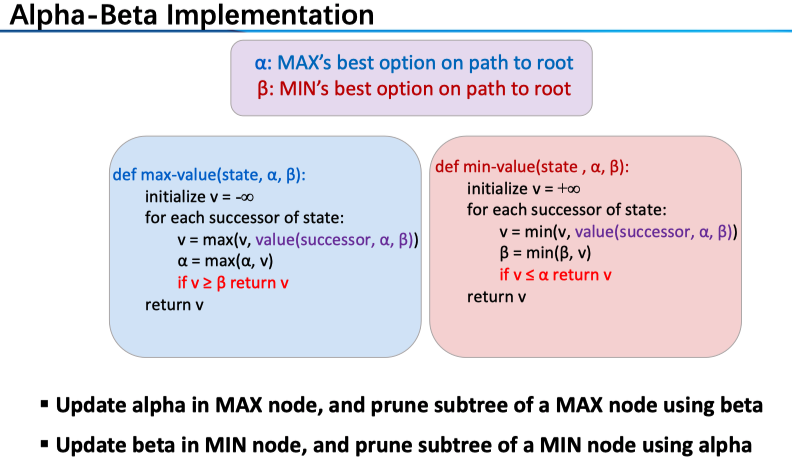 Alpha-Beta Implementation
α: MAX's best option on path to root
β: MIN's best option on path to root
def max-value(state, α, β):
initialize v = -∞
for each successor of state:
v = max(v, value(successor, α, β))
α = max(α, v)
if v ≥ β return v
return v
def min-value(state , α, β):
initialize v = +∞
for each successor of state:
v = min(v, value(successor, α, β))
β = min(β, v)
if v ≤ α return v
return v
▪ Update alpha in MAX node, and prune subtree of a MAX node using beta
▪ Update beta in MIN node, and prune subtree of a MIN node using alpha